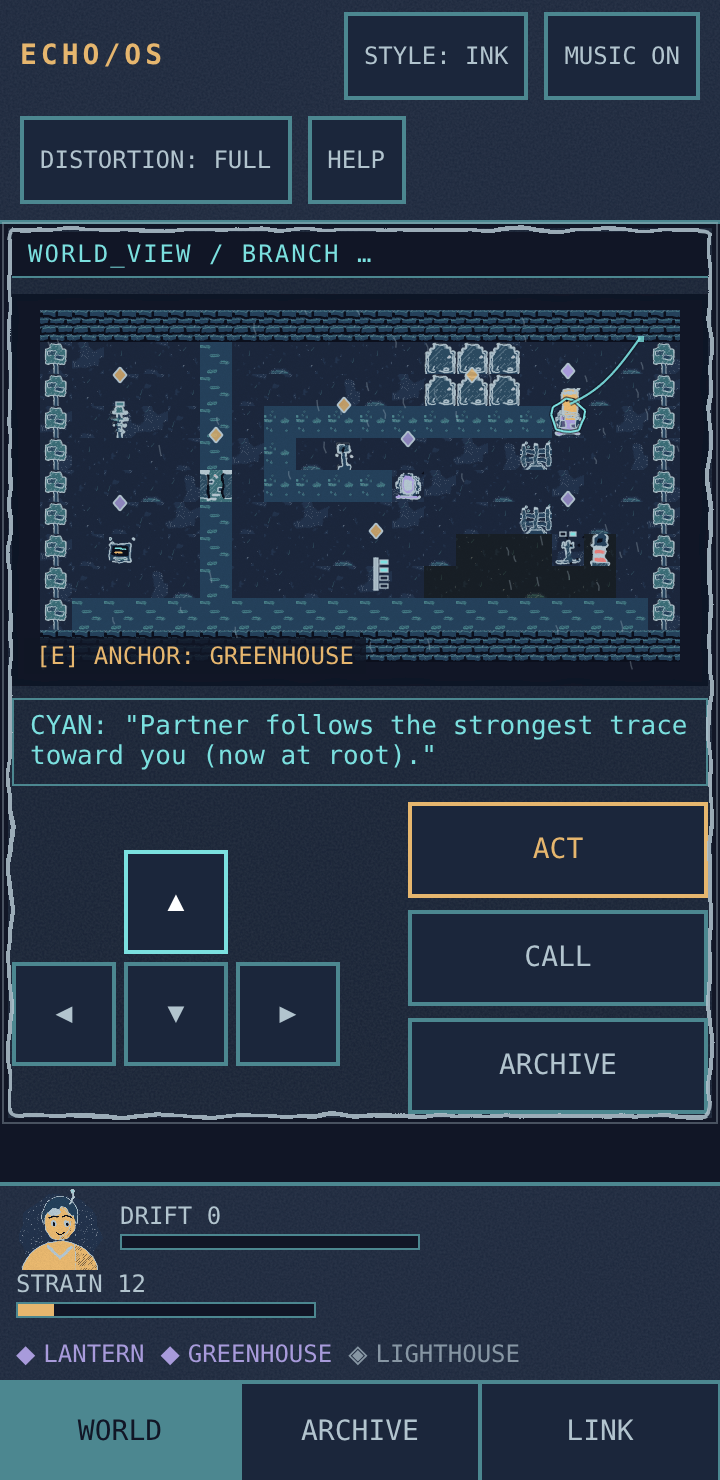 ECHO/OS
STYLE: INK
MUSIC ON
DISTORTION: FULL
HELP
WORLD_VIEW / BRANCH …
[E] ANCHOR: GREENHOUSE
CYAN: "Partner follows the strongest trace
toward you (now at root)."
ACT
CALL
ARCHIVE
DRIFT 0
STRAIN 12
LANTERN
GREENHOUSE
LIGHTHOUSE
WORLD
ARCHIVE
LINK